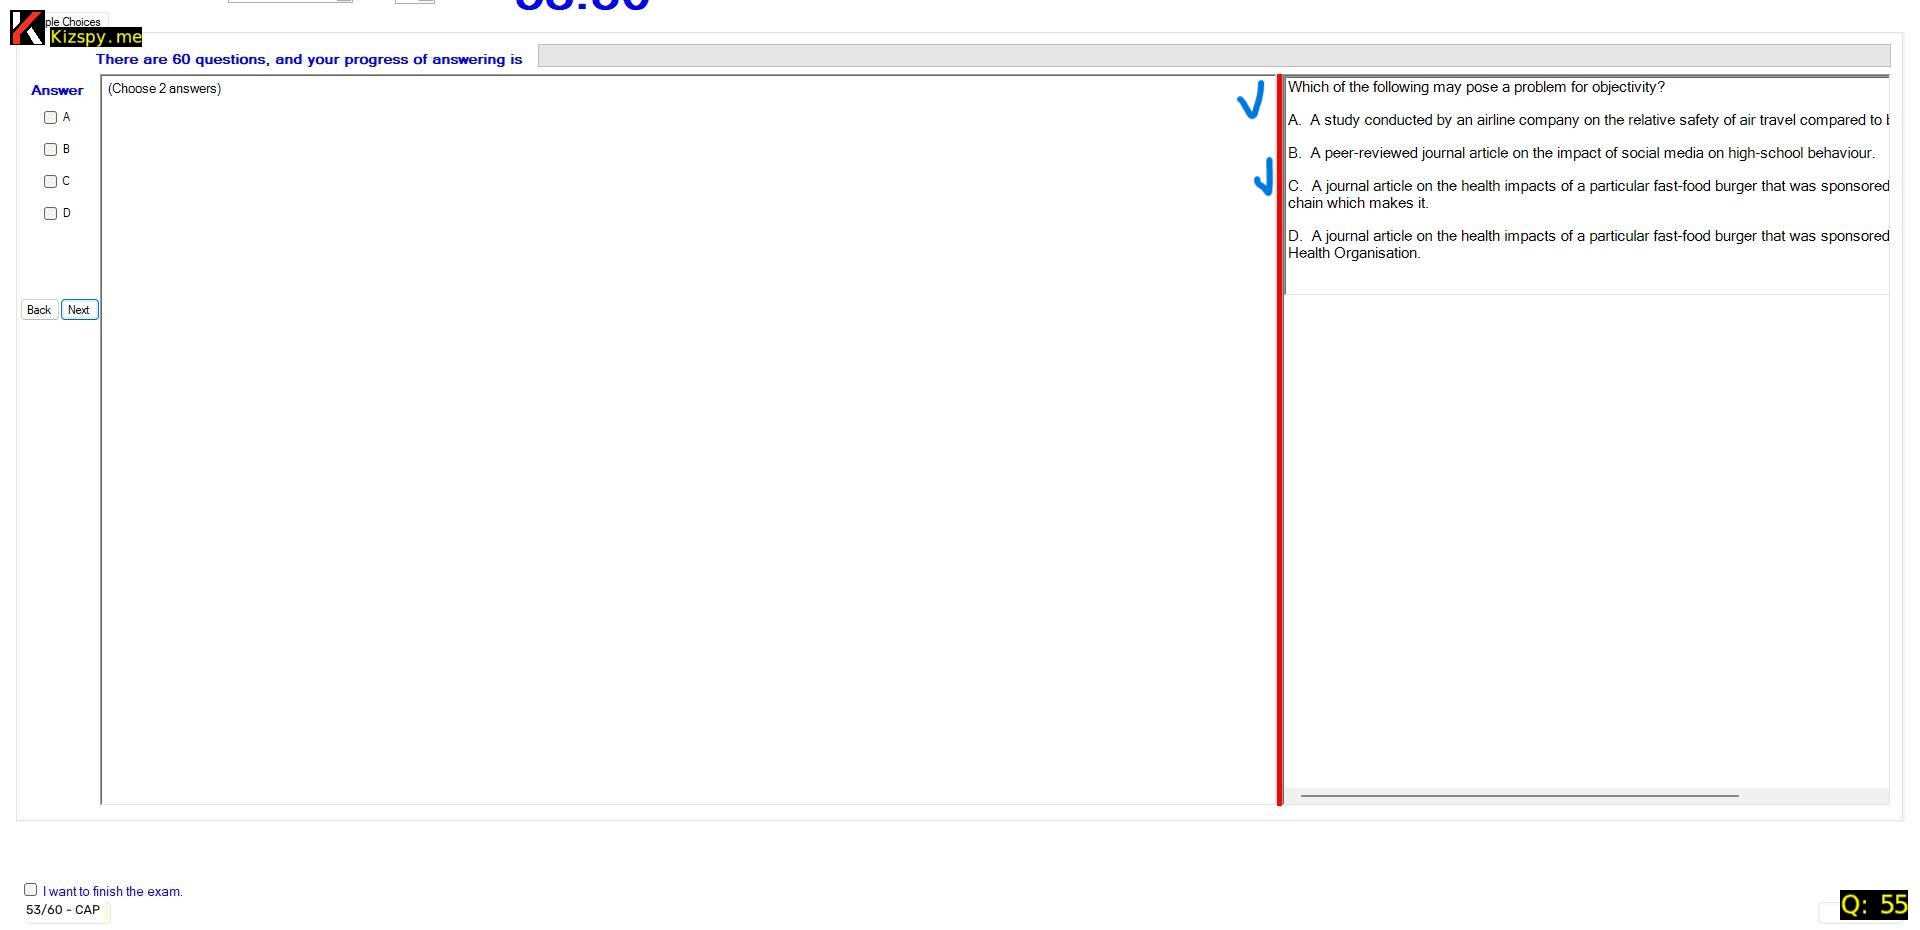 ple Choices
Kizspy.me
There are 60 questions, and your progress of answering is
Answer
(Choose 2 answers)
A
B
C
D
Back
Next
Which of the following may pose a problem for objectivity?
A. A study conducted by an airline company on the relative safety of air travel compared to
B. A peer-reviewed journal article on the impact of social media on high-school behaviour.
C. A journal article on the health impacts of a particular fast-food burger that was sponsored
chain which makes it.
D. A journal article on the health impacts of a particular fast-food burger that was sponsored
Health Organisation.
I want to finish the exam.
53/60 - CAP
Q: 55